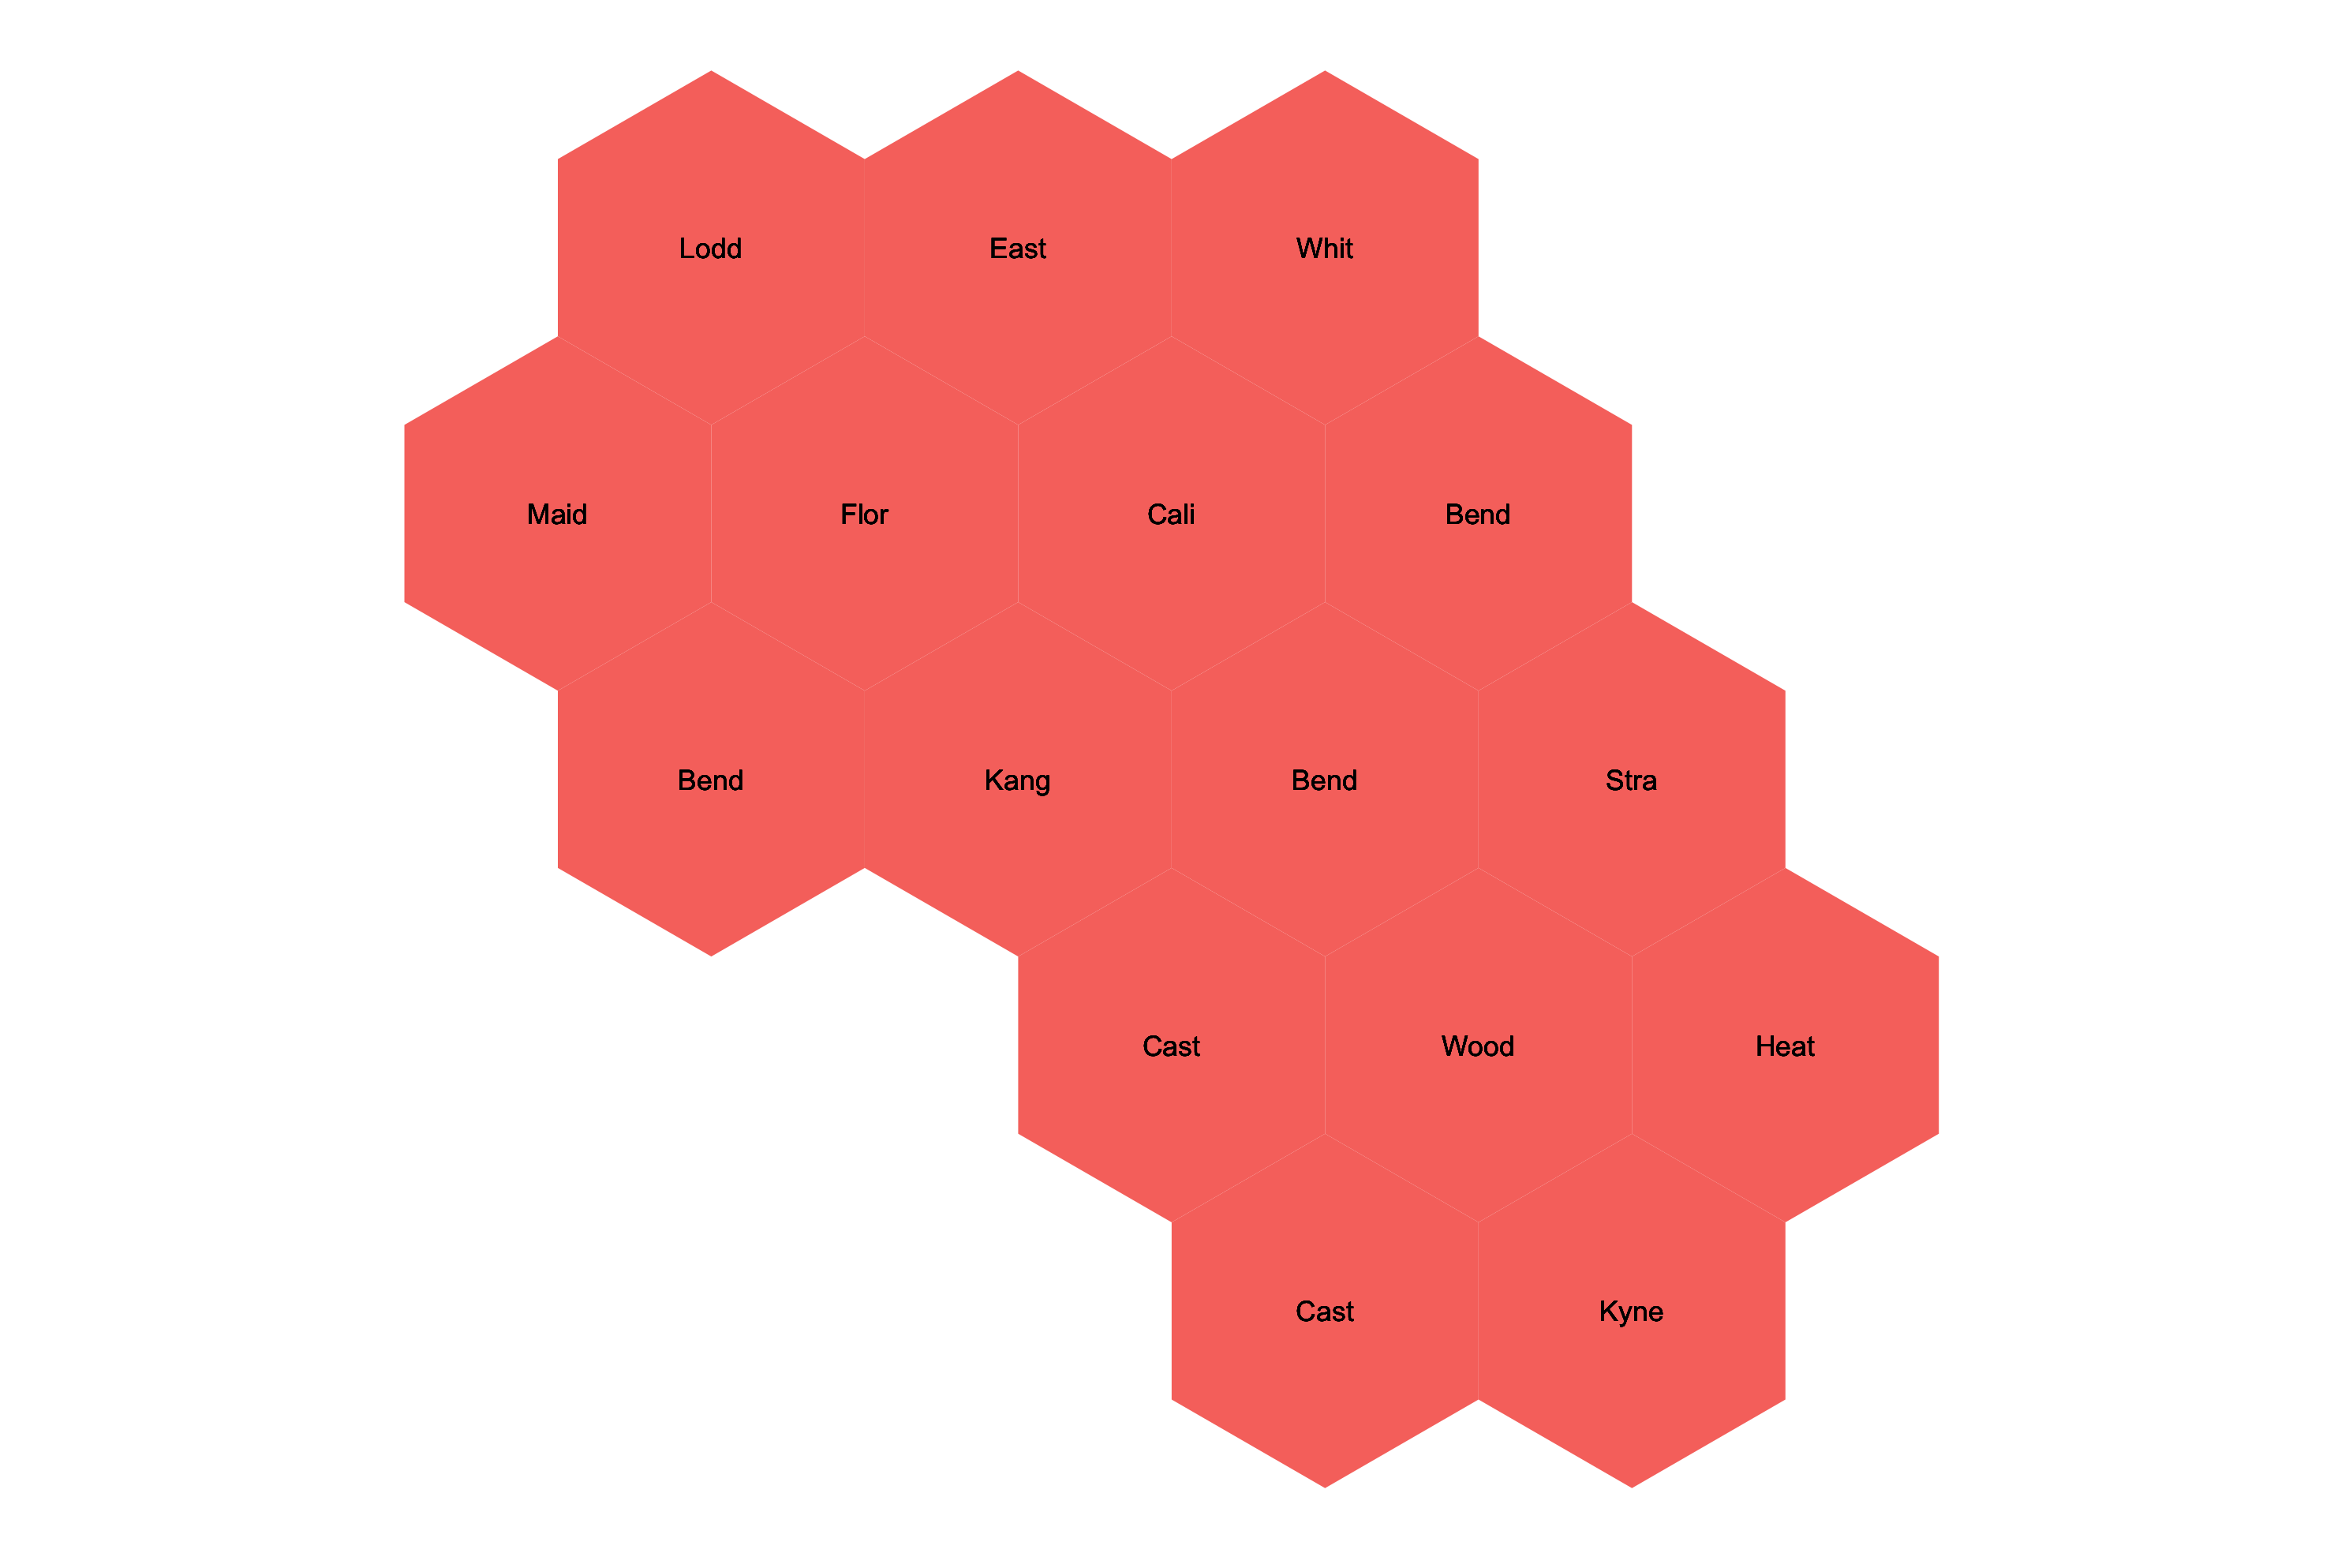 Lodd East Whit
Maid Flor Cali Bend
Bend Kang Bend Stra
Cast Wood Heat
Cast Kyne